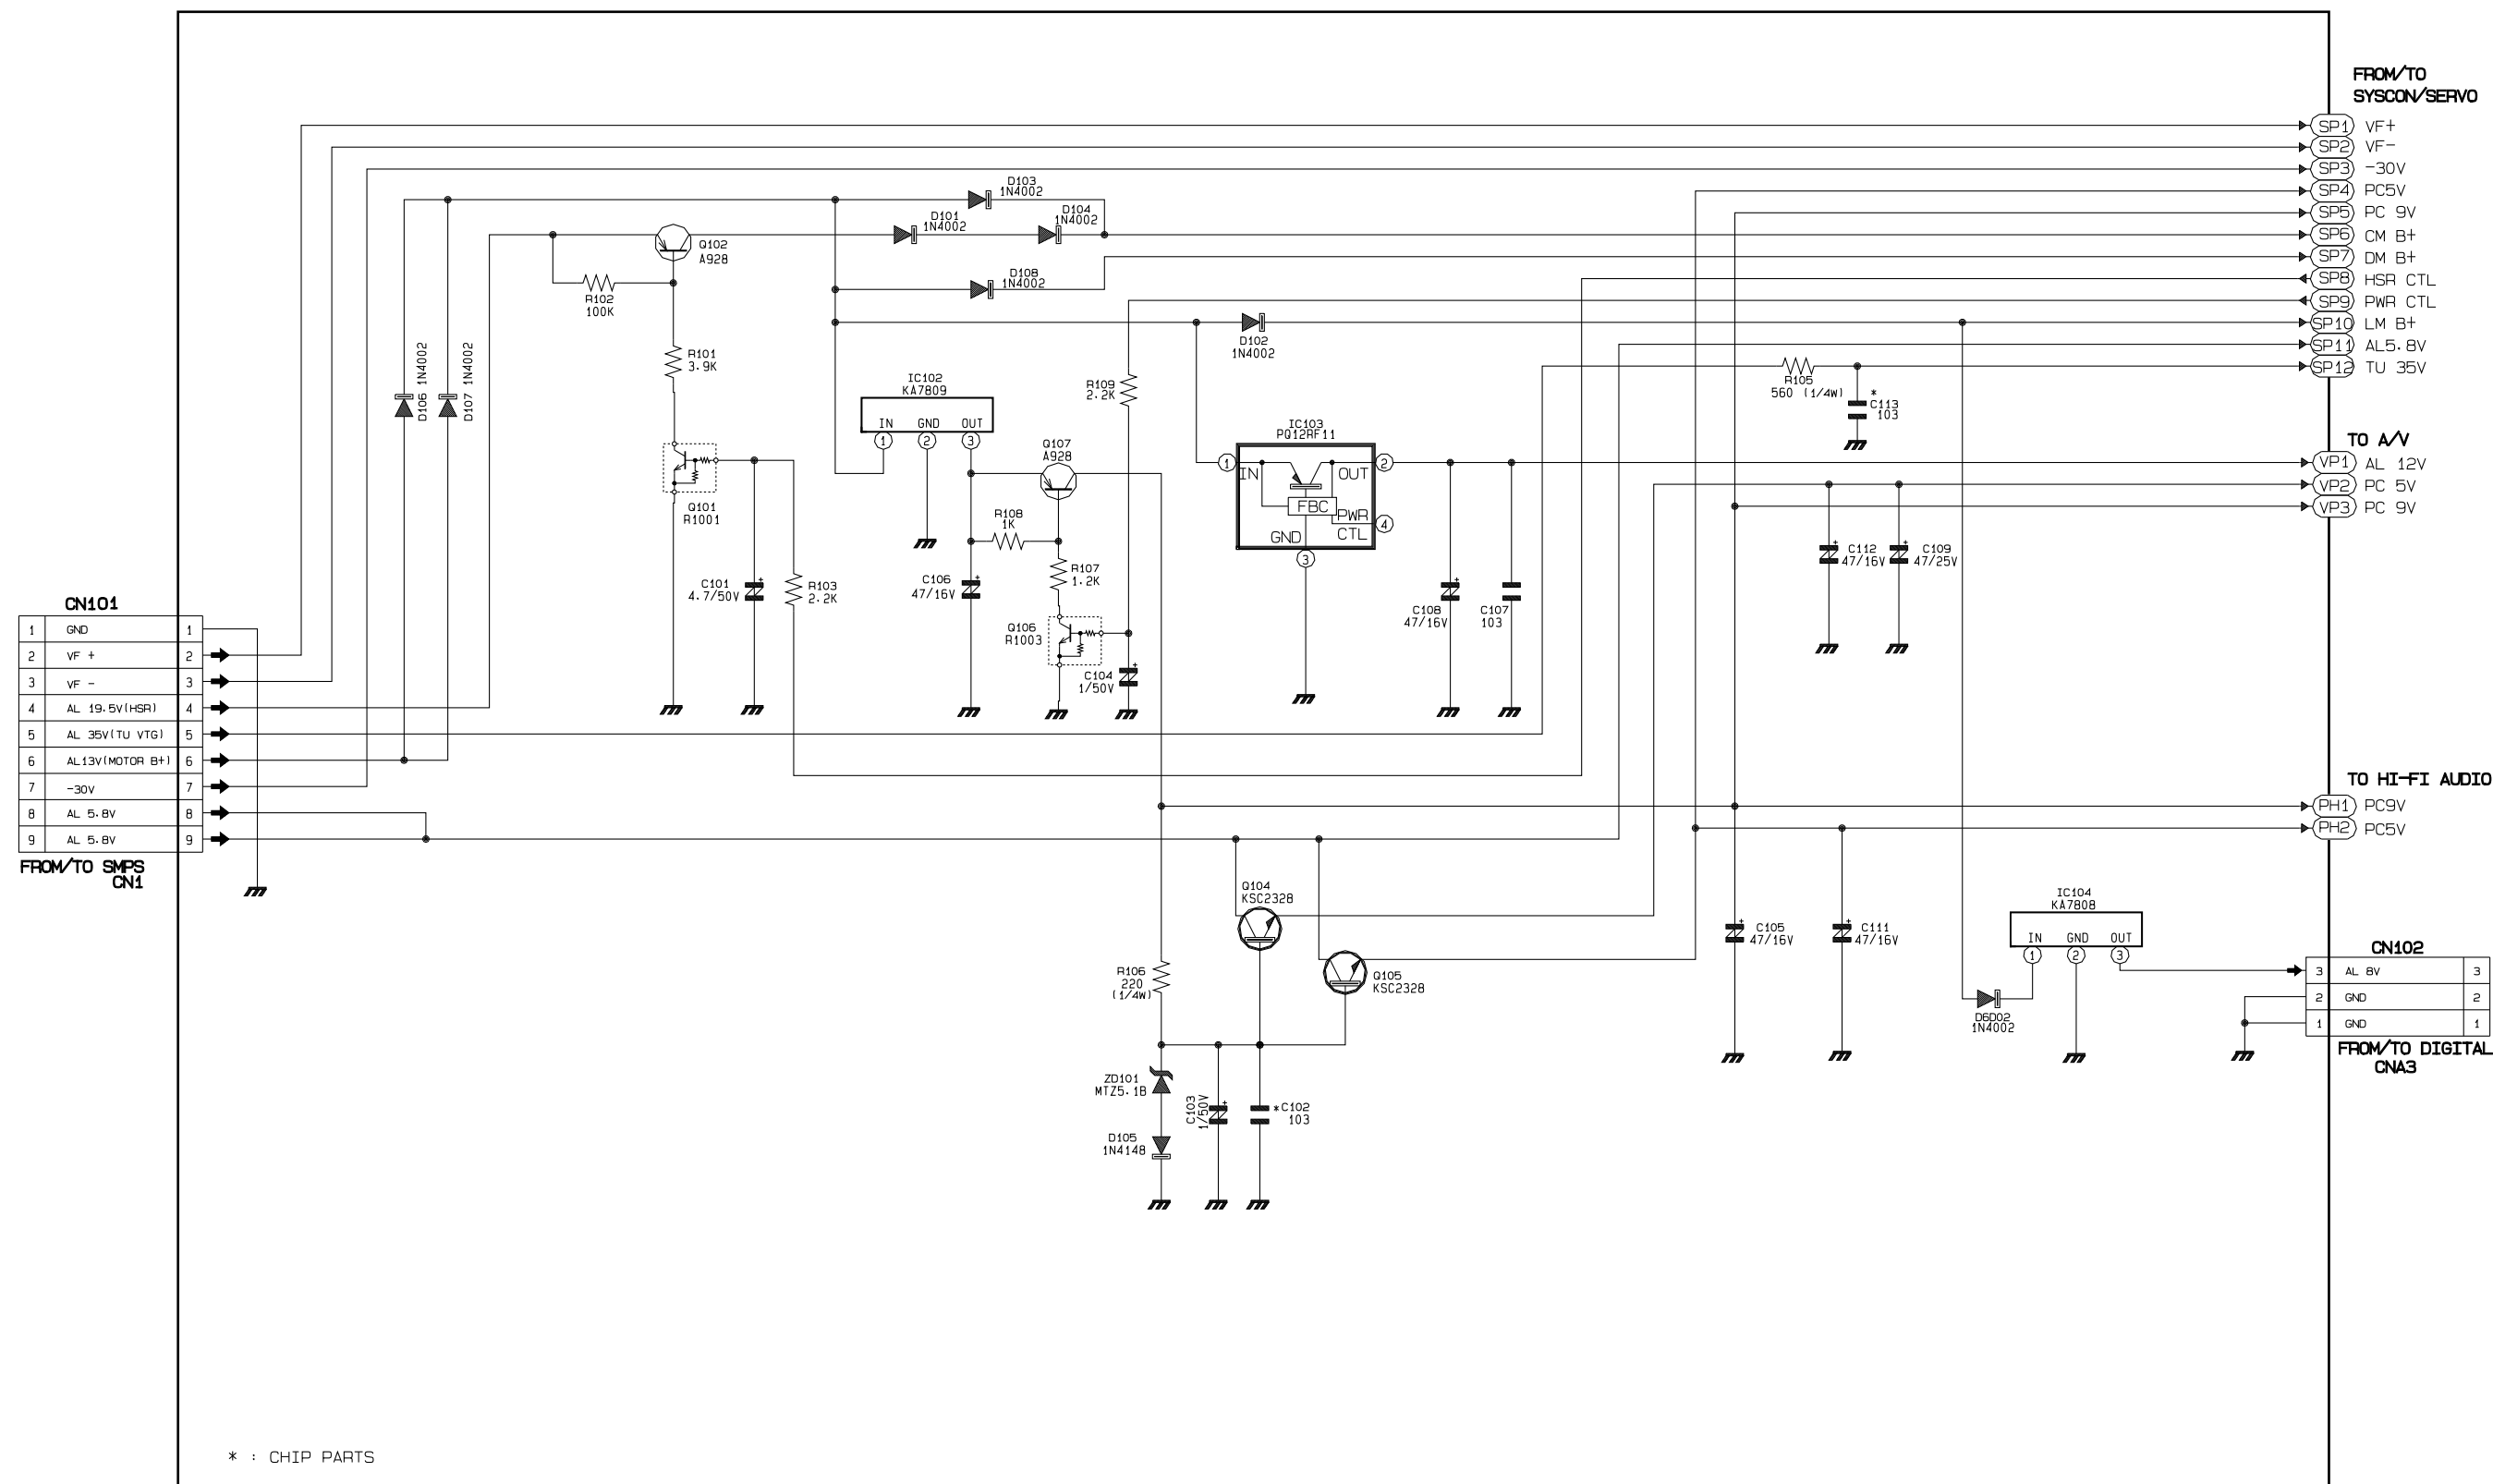 FROM/TO
SYSCON/SERVO
SP1 VF+
SP2 VF-
SP3 -30V
SP4 PC5V
SP5 PC 9V
SP6 CM B+
SP7 DM B+
SP8 HSR CTL
SP9 PWR CTL
SP10 LM B+
SP11 AL5.8V
SP12 TU 35V
D103
1N4002
D101
1N4002
D104
1N4002
Q102
A928
D108
1N4002
R102
100K
D102
1N4002
R101
3.9K
D106 1N4002
D107 1N4002
IC102
KA7809
IN GND OUT
1 2 3
R109
2.2K
R105
560 (1/4W)
*
C113
103
IC103
PQ12RF11
1 IN OUT 2
FBC
PWR
CTL 4
GND
3
Q107
A928
TO A/V
VP1 AL 12V
VP2 PC 5V
VP3 PC 9V
Q101
R1001
R108
1K
R107
1.2K
C101
4.7/50V
R103
2.2K
C106
47/16V
Q106
R1003
C104
1/50V
C108
47/16V
C107
103
C112
47/16V
C109
47/25V
CN101
1 GND 1
2 VF + 2
3 VF - 3
4 AL 19.5V(HSR) 4
5 AL 35V(TU VTG) 5
6 AL13V(MOTOR B+) 6
7 -30V 7
8 AL 5.8V 8
9 AL 5.8V 9
FROM/TO SMPS
CN1
TO HI-FI AUDIO
PH1 PC9V
PH2 PC5V
Q104
KSC2328
Q105
KSC2328
R106
220
(1/4W)
C105
47/16V
C111
47/16V
IC104
KA7808
IN GND OUT
1 2 3
D6D02
1N4002
CN102
3 AL 8V 3
2 GND 2
1 GND 1
FROM/TO DIGITAL
CNA3
ZD101
MTZ5.1B
D105
1N4148
C103
1/50V
*C102
103
* : CHIP PARTS